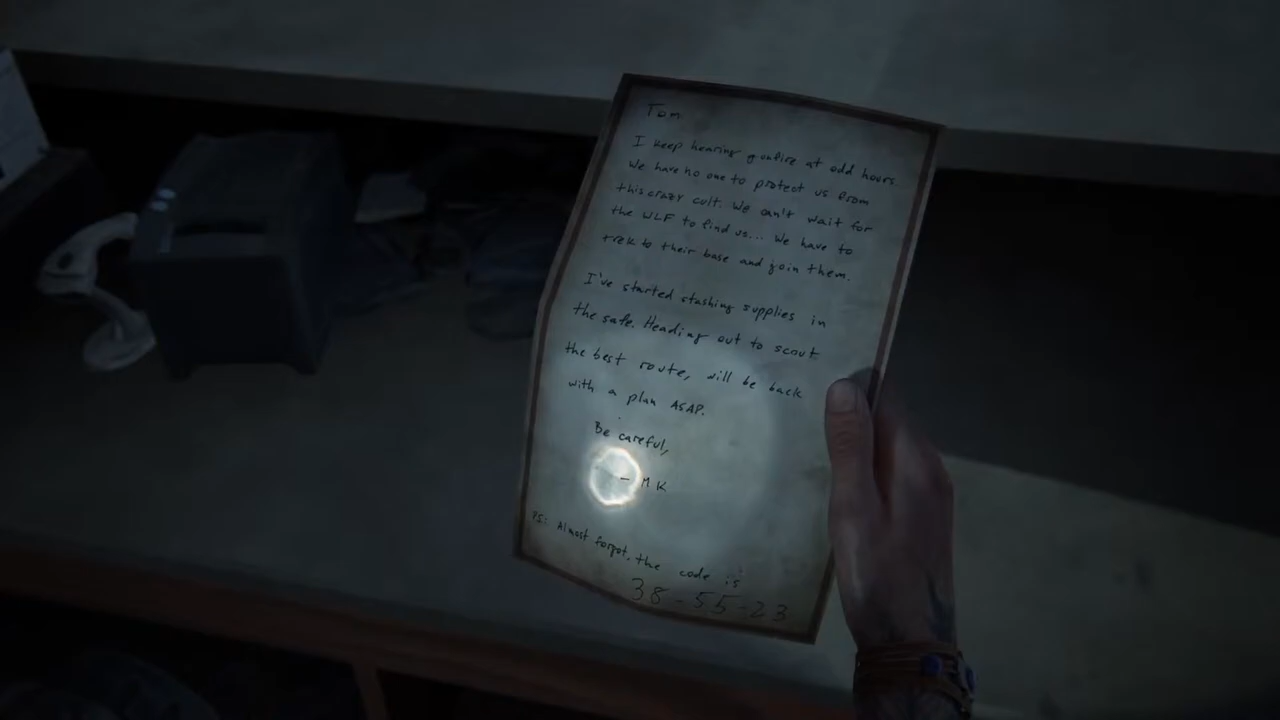 Tom
I keep hearing gunfire at odd hours.
We have no one to protect us from
this crazy cult. We can't wait for
the WLF to find us... We have to
trek to their base and join them.
I've started stashing supplies in
the safe. Heading out to scout
the best route, will be back
with a plan ASAP.
Be careful,
- MK
PS: Almost forgot, the code is
38-55-23